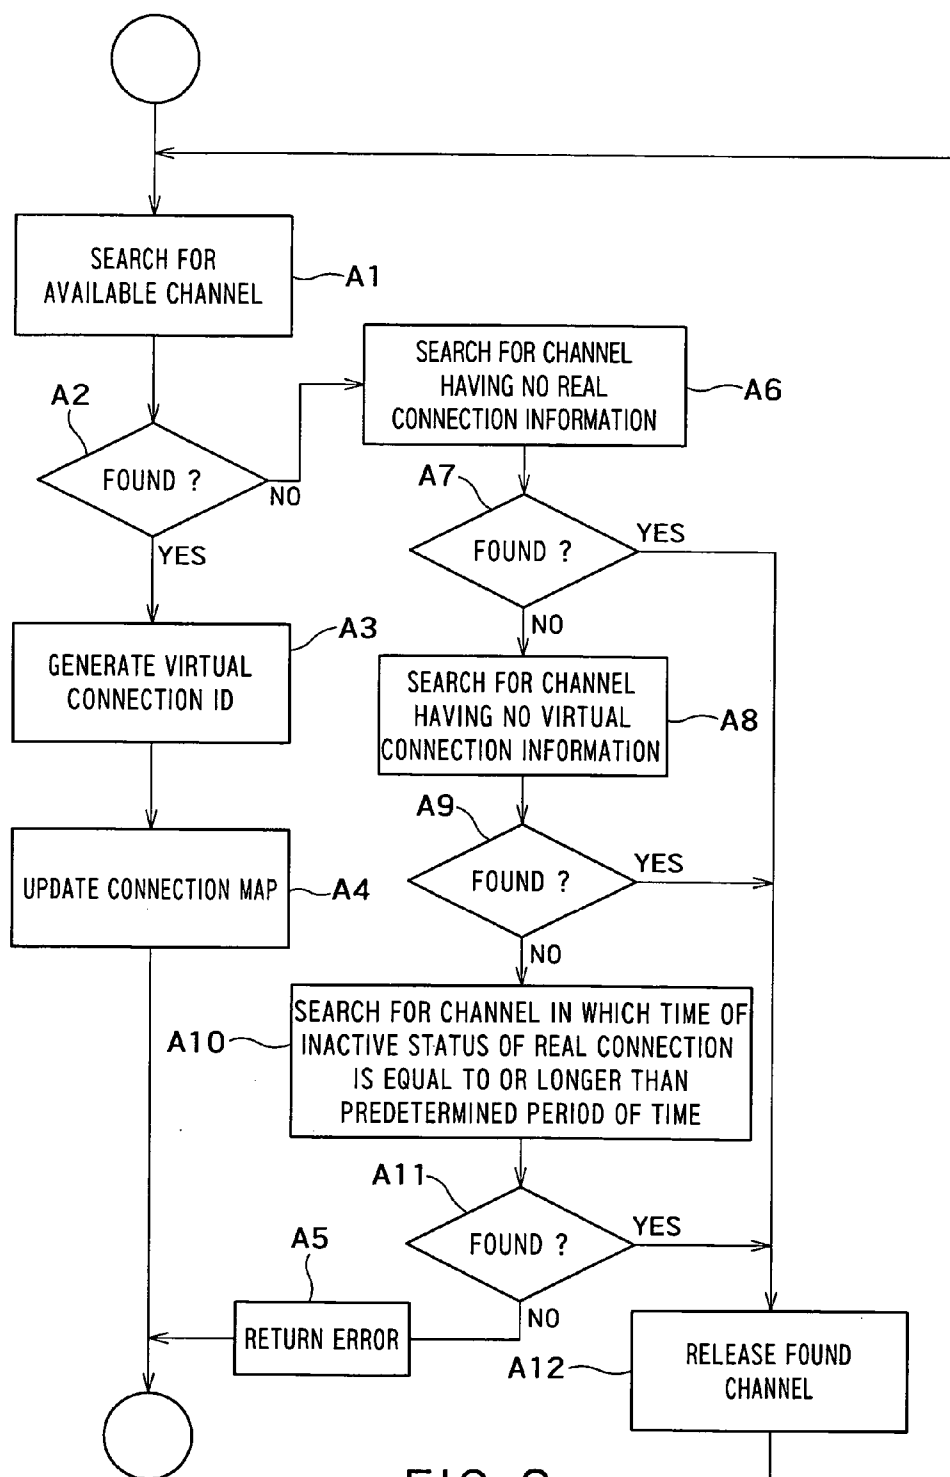 SEARCH FOR
AVAILABLE CHANNEL
A1
A2
FOUND ?
NO
YES
SEARCH FOR CHANNEL
HAVING NO REAL
CONNECTION INFORMATION
A6
A7
FOUND ?
YES
NO
GENERATE VIRTUAL
CONNECTION ID
A3
SEARCH FOR CHANNEL
HAVING NO VIRTUAL
CONNECTION INFORMATION
A8
A9
FOUND ?
YES
NO
UPDATE CONNECTION MAP
A4
SEARCH FOR CHANNEL IN WHICH TIME OF
INACTIVE STATUS OF REAL CONNECTION
IS EQUAL TO OR LONGER THAN
PREDETERMINED PERIOD OF TIME
A10
A11
FOUND ?
YES
NO
A5
RETURN ERROR
RELEASE FOUND
CHANNEL
A12
FIG.